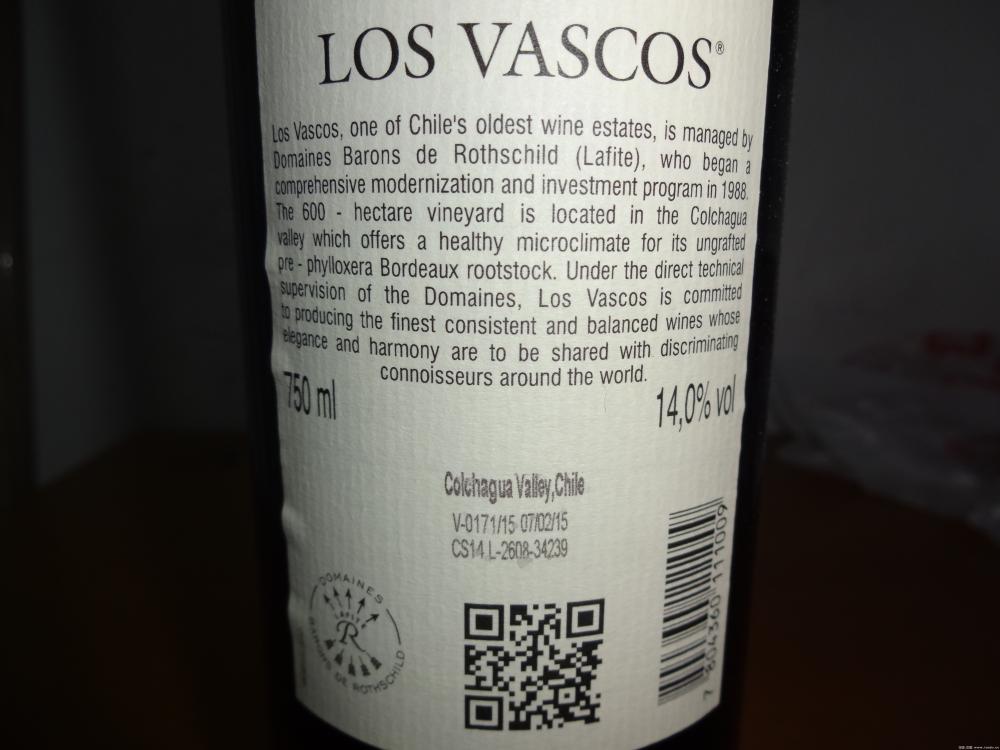 LOS VASCOS®
Los Vascos, one of Chile's oldest wine estates, is managed by
Domaines Barons de Rothschild (Lafite), who began a
comprehensive modernization and investment program in 1988.
The 600 - hectare vineyard is located in the Colchagua
valley which offers a healthy microclimate for its ungrafted
pre - phylloxera Bordeaux rootstock. Under the direct technical
supervision of the Domaines, Los Vascos is committed
to producing the finest consistent and balanced wines whose
elegance and harmony are to be shared with discriminating
connoisseurs around the world.
750 ml
14,0% vol
Colchagua Valley,Chile
V-0171/15 07/02/15
CS14 L-2608-34239
DOMAINES
LAFITE
R
BARONS DE ROTHSCHILD
7 804360 111009